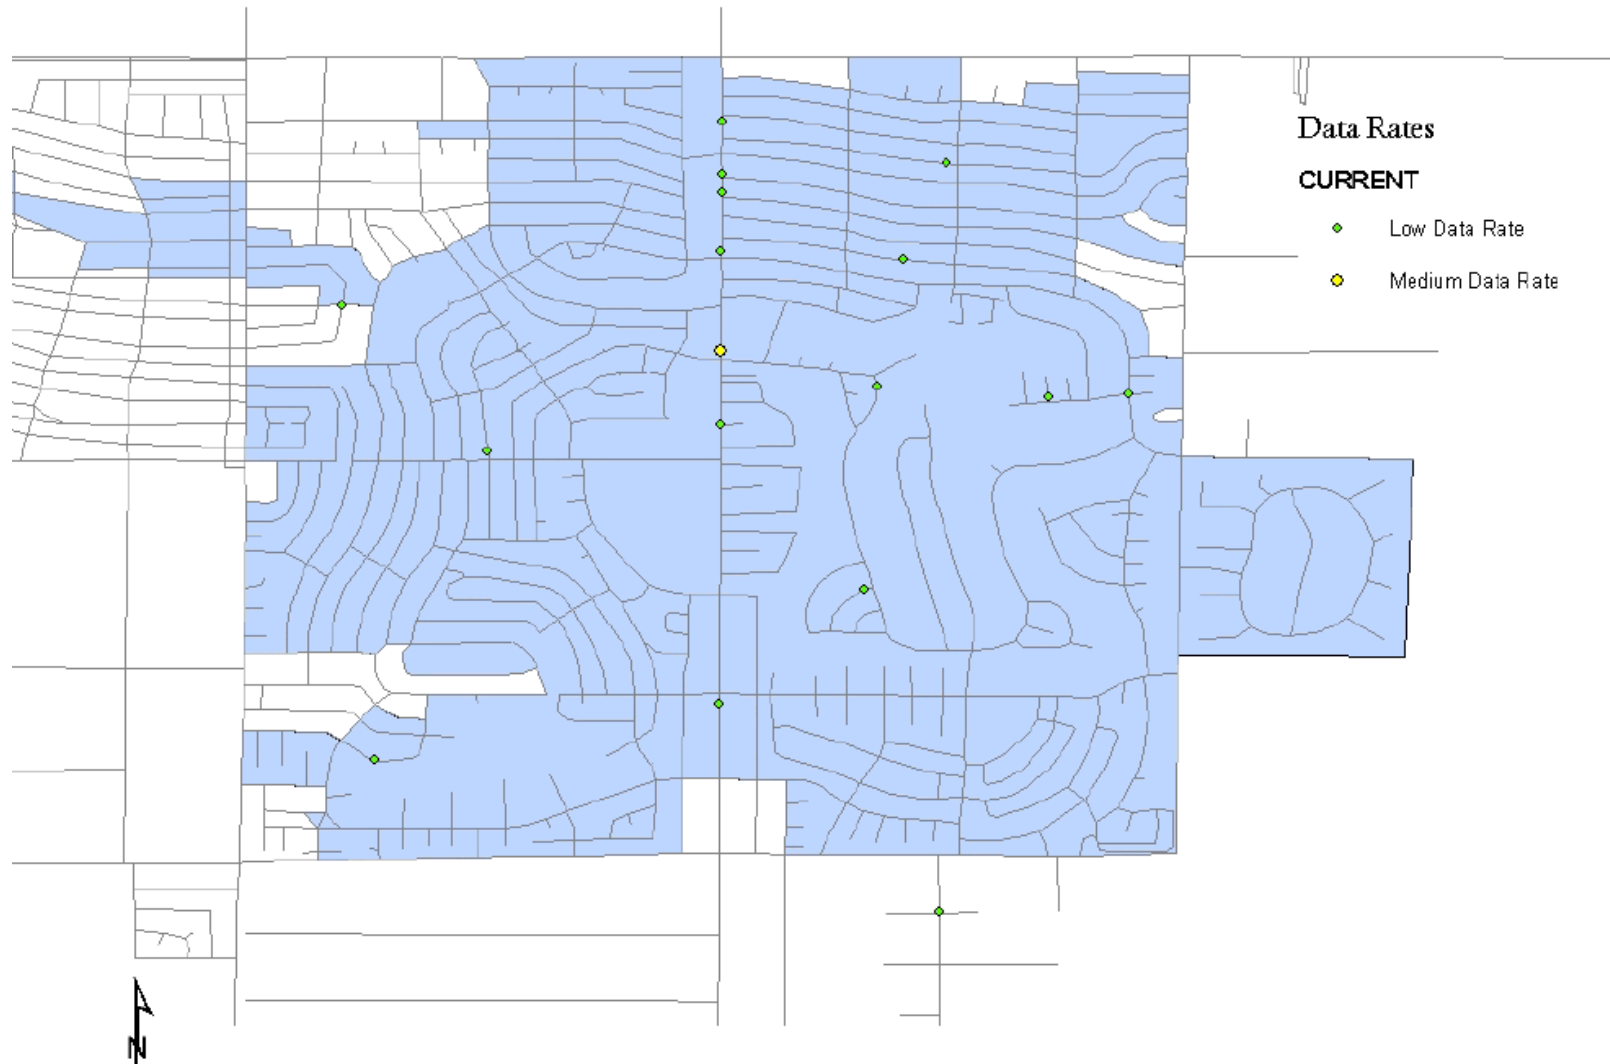 Data Rates
CURRENT
Low Data Rate
Medium Data Rate
N